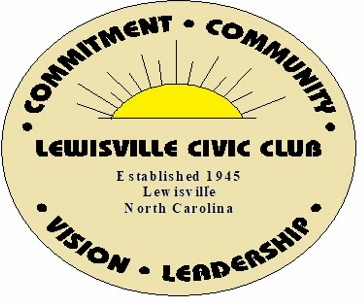 COMMITMENT • COMMUNITY
LEWISVILLE CIVIC CLUB
Established 1945
Lewisville
North Carolina
• VISION • LEADERSHIP •